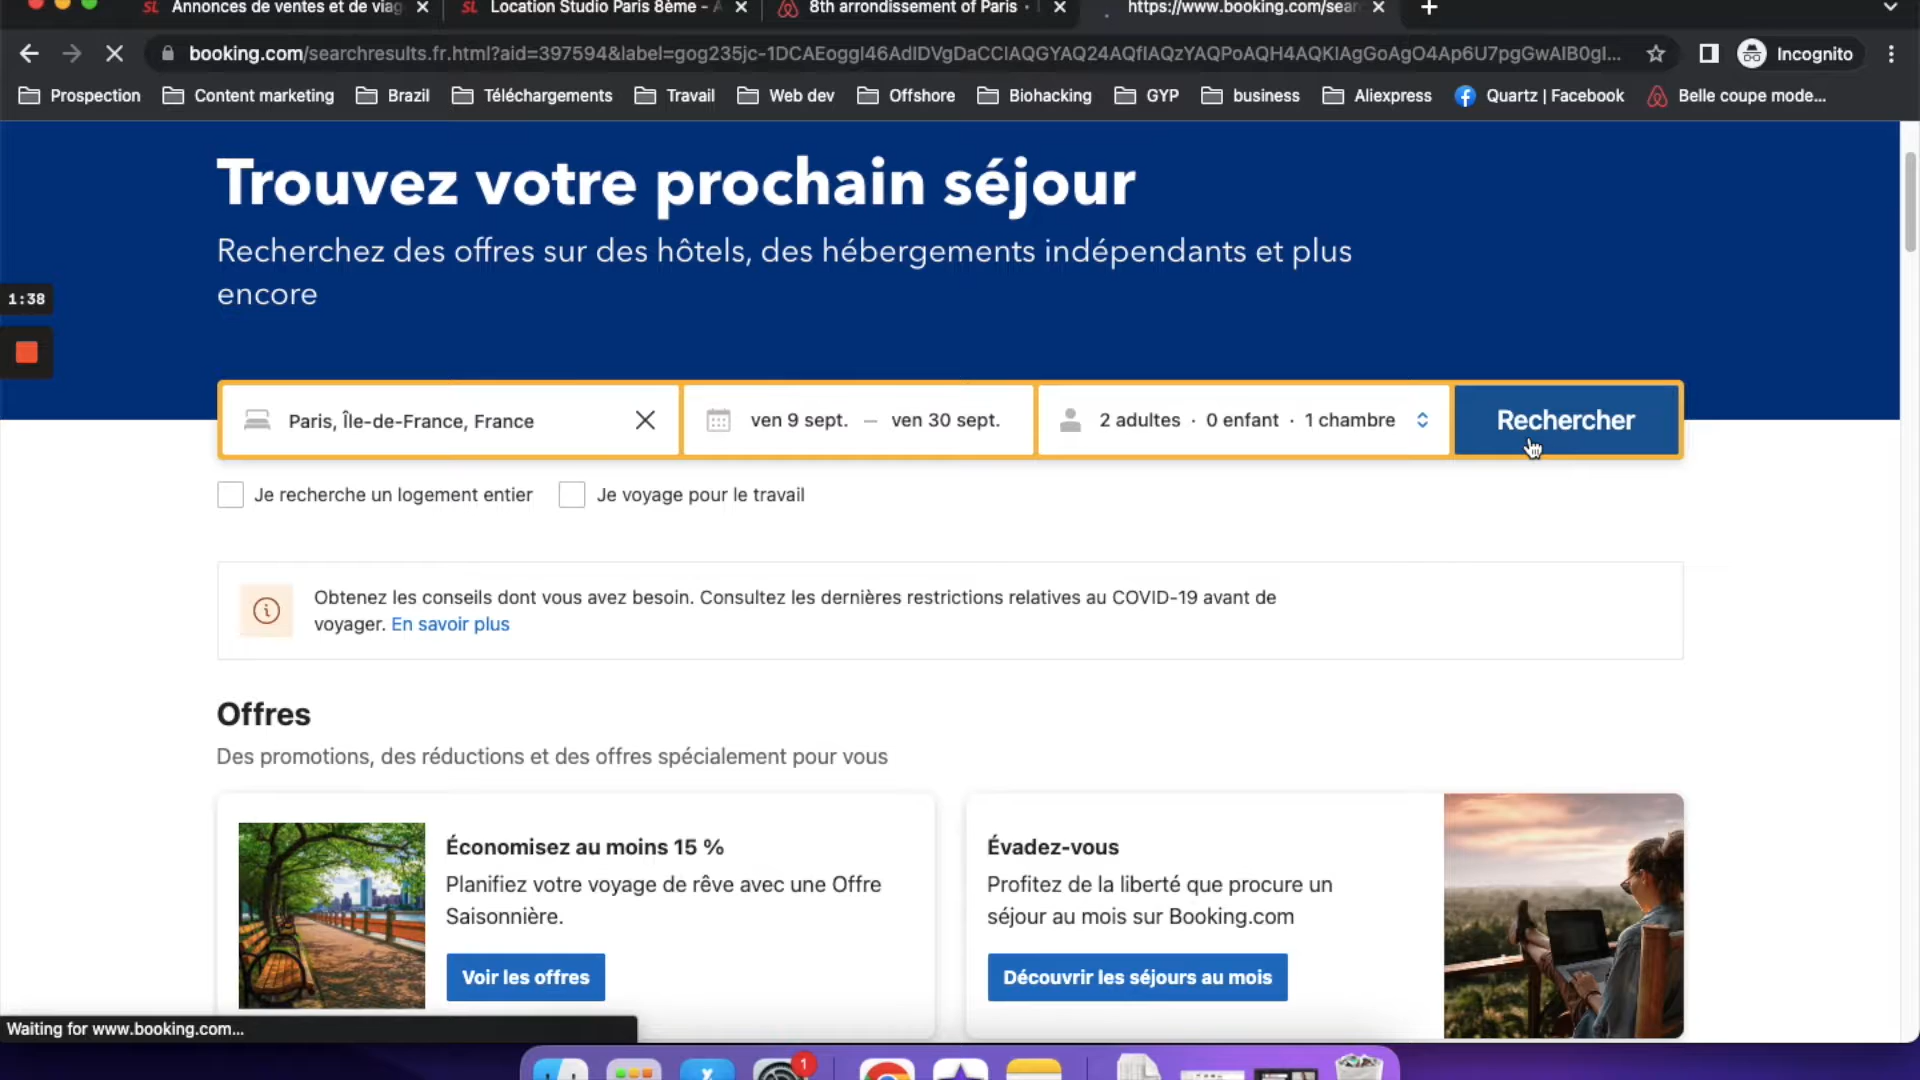 Annonces de ventes et de viag
Location Studio Paris 8ème - A
8th arrondissement of Paris ·
https://www.booking.com/sear
booking.com/searchresults.fr.html?aid=397594&label=gog235jc-1DCAEoggI46AdIDVgDaCCIAQGYAQ24AQfIAQzYAQPoAQH4AQKIAgGoAgO4Ap6U7pgGwAIB0gI...
Incognito
Prospection
Content marketing
Brazil
Téléchargements
Travail
Web dev
Offshore
Biohacking
GYP
business
Aliexpress
Quartz | Facebook
Belle coupe mode...
Trouvez votre prochain séjour
Recherchez des offres sur des hôtels, des hébergements indépendants et plus
encore
1:38
Paris, Île-de-France, France
ven 9 sept. — ven 30 sept.
2 adultes · 0 enfant · 1 chambre
Rechercher
Je recherche un logement entier
Je voyage pour le travail
Obtenez les conseils dont vous avez besoin. Consultez les dernières restrictions relatives au COVID-19 avant de
voyager. En savoir plus
Offres
Des promotions, des réductions et des offres spécialement pour vous
Économisez au moins 15 %
Planifiez votre voyage de rêve avec une Offre
Saisonnière.
Voir les offres
Évadez-vous
Profitez de la liberté que procure un
séjour au mois sur Booking.com
Découvrir les séjours au mois
Waiting for www.booking.com...
1